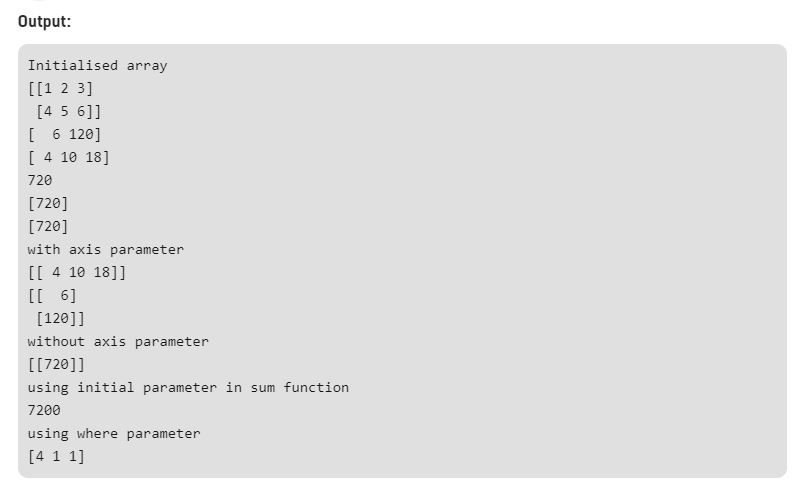 Output:
Initialised array
[[1 2 3]
 [4 5 6]]
[  6 120]
[ 4 10 18]
720
[720]
[720]
with axis parameter
[[ 4 10 18]]
[[  6]
 [120]]
without axis parameter
[[720]]
using initial parameter in sum function
7200
using where parameter
[4 1 1]